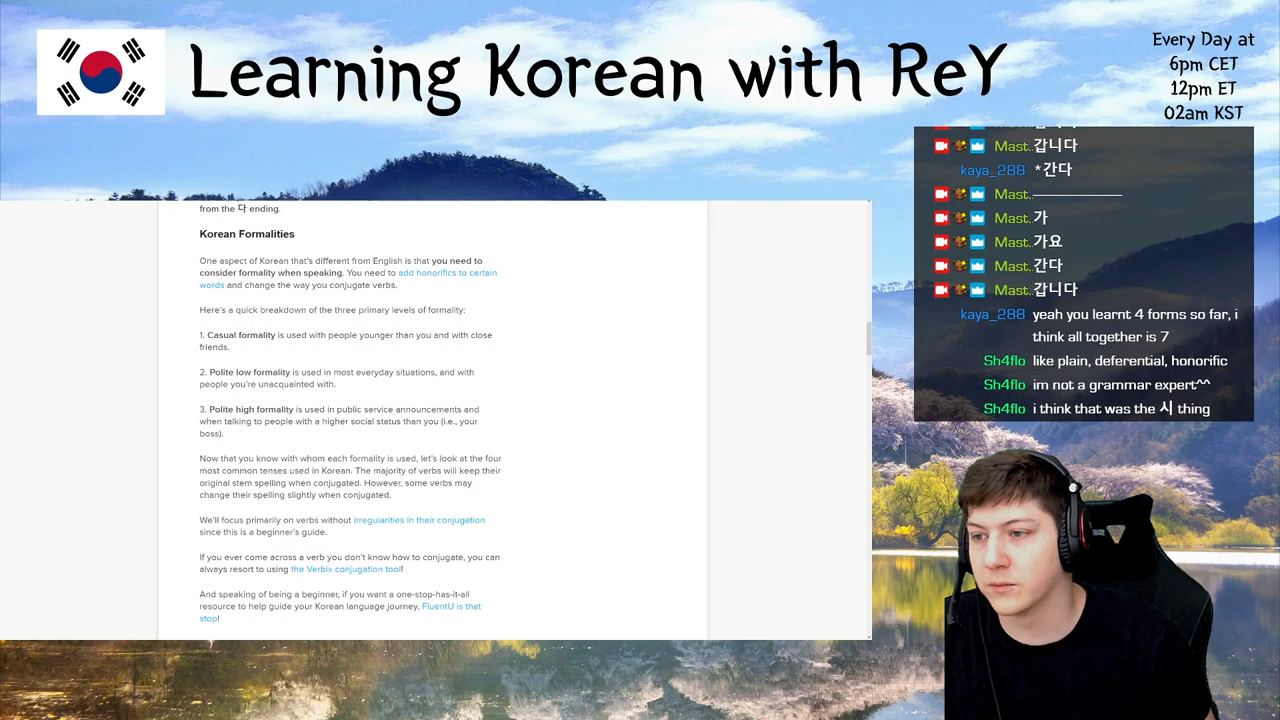 Learning Korean with ReY
Every Day at
6pm CET
12pm ET
02am KST
from the 다 ending.
Korean Formalities
One aspect of Korean that's different from English is that you need to
consider formality when speaking. You need to add honorifics to certain
words and change the way you conjugate verbs.
Here's a quick breakdown of the three primary levels of formality:
1. Casual formality is used with people younger than you and with close
friends.
2. Polite low formality is used in most everyday situations, and with
people you're unacquainted with.
3. Polite high formality is used in public service announcements and
when talking to people with a higher social status than you (i.e., your
boss).
Now that you know with whom each formality is used, let's look at the four
most common tenses used in Korean. The majority of verbs will keep their
original stem spelling when conjugated. However, some verbs may
change their spelling slightly when conjugated.
We'll focus primarily on verbs without irregularities in their conjugation
since this is a beginner's guide.
If you ever come across a verb you don't know how to conjugate, you can
always resort to using the Verbix conjugation tool!
And speaking of being a beginner, if you want a one-stop-has-it-all
resource to help guide your Korean language journey, FluentU is that
stop!
Mast.. 갑니다
kaya_288 *간다
Mast.. ——————
Mast.. 가
Mast.. 가요
Mast.. 간다
Mast.. 갑니다
kaya_288 yeah you learnt 4 forms so far, i
think all together is 7
Sh4flo like plain, deferential, honorific
Sh4flo im not a grammar expert^^
Sh4flo i think that was the 시 thing